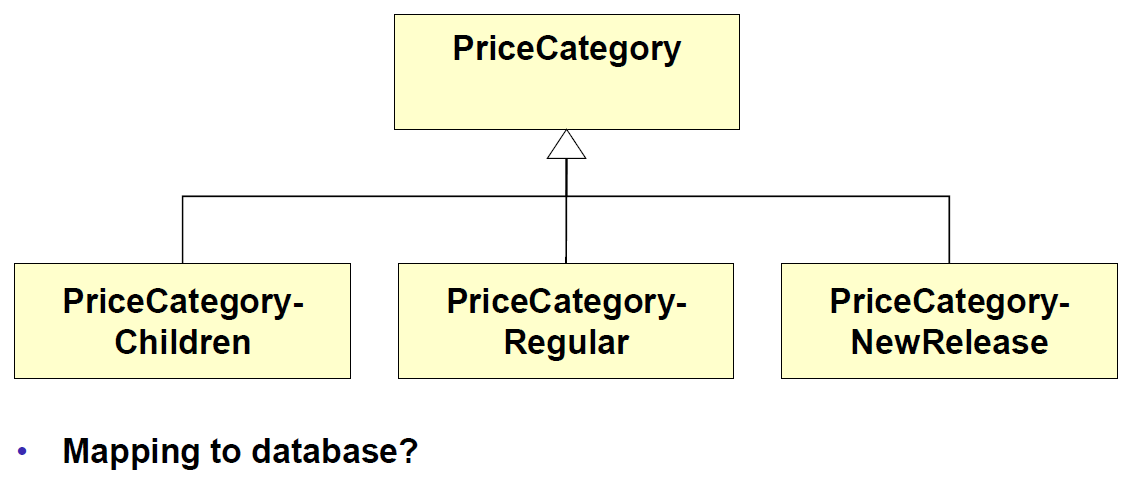 PriceCategory
PriceCategory-
Children
PriceCategory-
Regular
PriceCategory-
NewRelease
• Mapping to database?